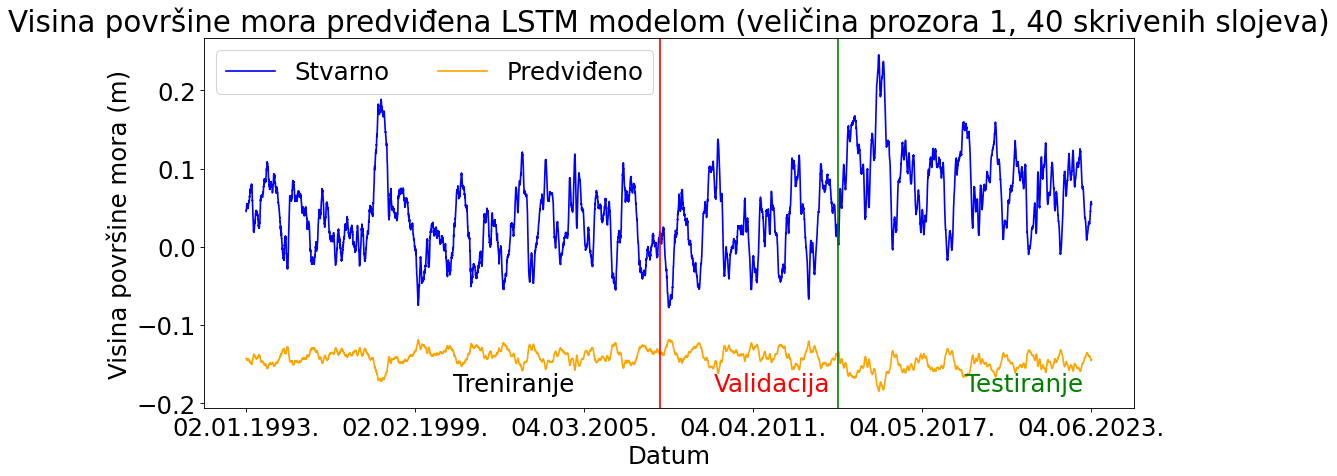 Visina površine mora predviđena LSTM modelom (veličina prozora 1, 40 skrivenih slojeva)
Stvarno Predviđeno
Visina površine mora (m)
0.2
0.1
0.0
−0.1
−0.2
Treniranje Validacija Testiranje
02.01.1993. 02.02.1999. 04.03.2005. 04.04.2011. 04.05.2017. 04.06.2023.
Datum